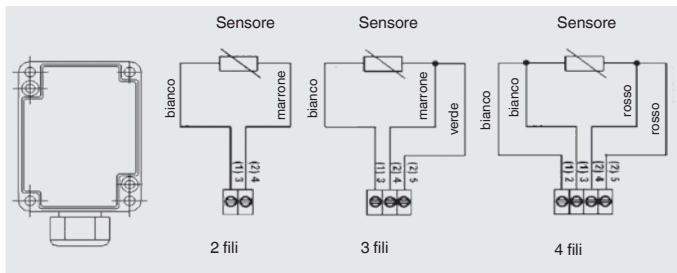 Sensore
bianco
marrone
(1) 3
(2) 4
2 fili
Sensore
bianco
marrone
verde
(1) 3
(2) 4
(2) 5
3 fili
Sensore
bianco
bianco
rosso
rosso
(1) 2
(1) 3
(2) 4
(2) 5
4 fili